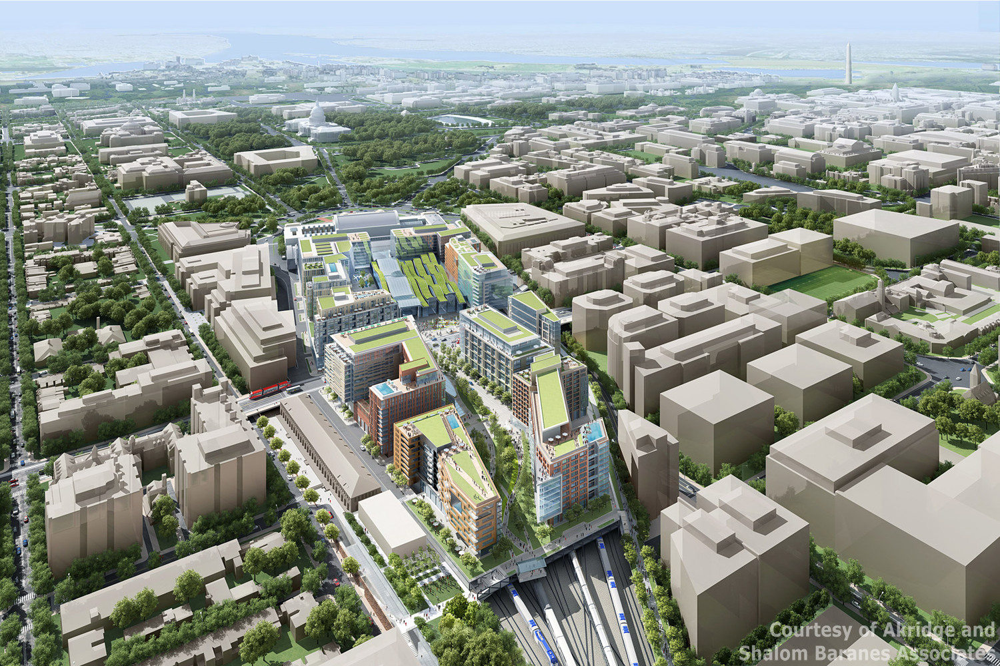 Courtesy of Akridge and
Shalom Baranes Associates